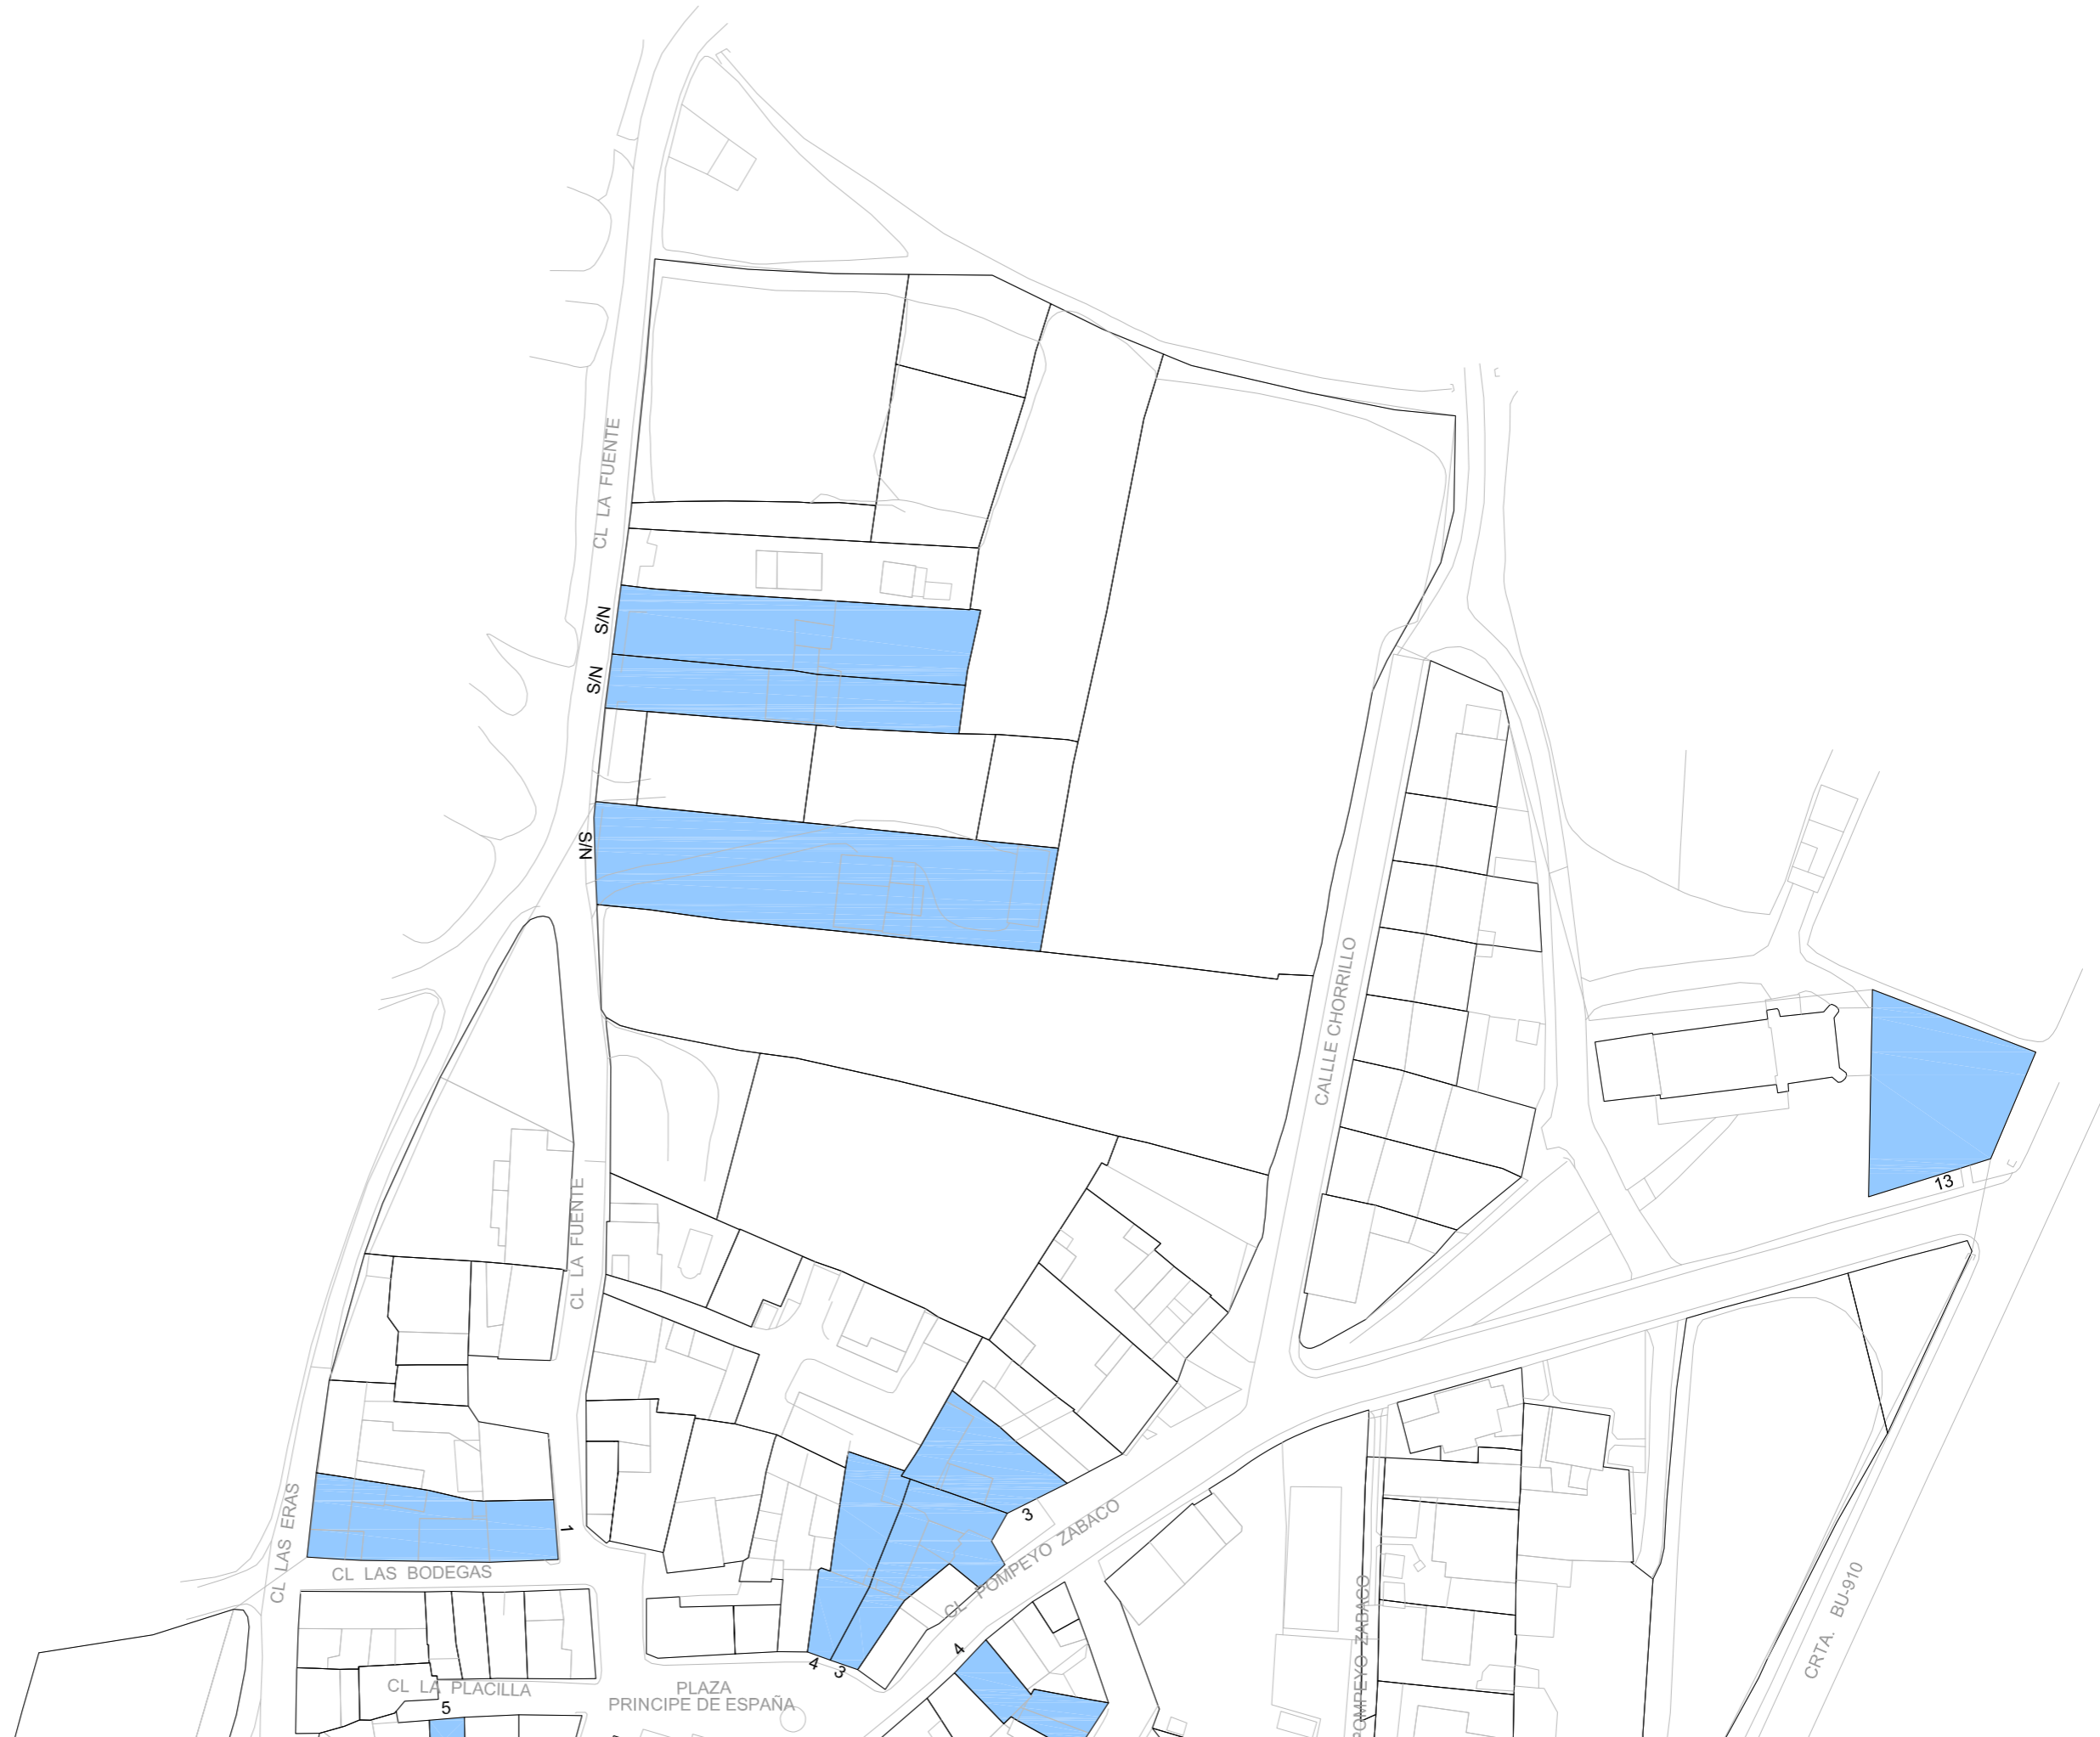 CL LA FUENTE
S/N
S/N
S/N
CALLE CHORRILLO
13
CL LA FUENTE
CL LAS ERAS
1
CL LAS BODEGAS
3
CL POMPEYO ZABACO
CRTA. BU-910
POMPEYO ZABACO
4
4
3
CL LA PLACILLA
5
PLAZA
PRINCIPE DE ESPAÑA